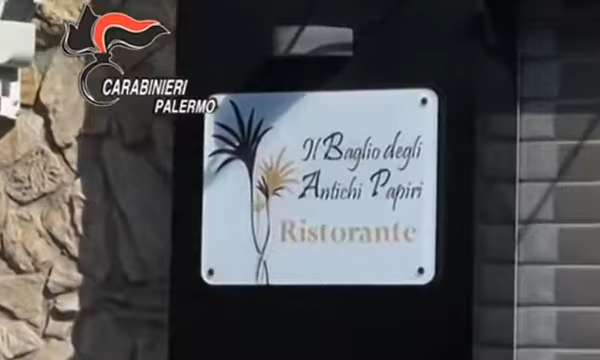 CARABINIERI
PALERMO
Il Baglio degli
Antichi Papiri
Ristorante